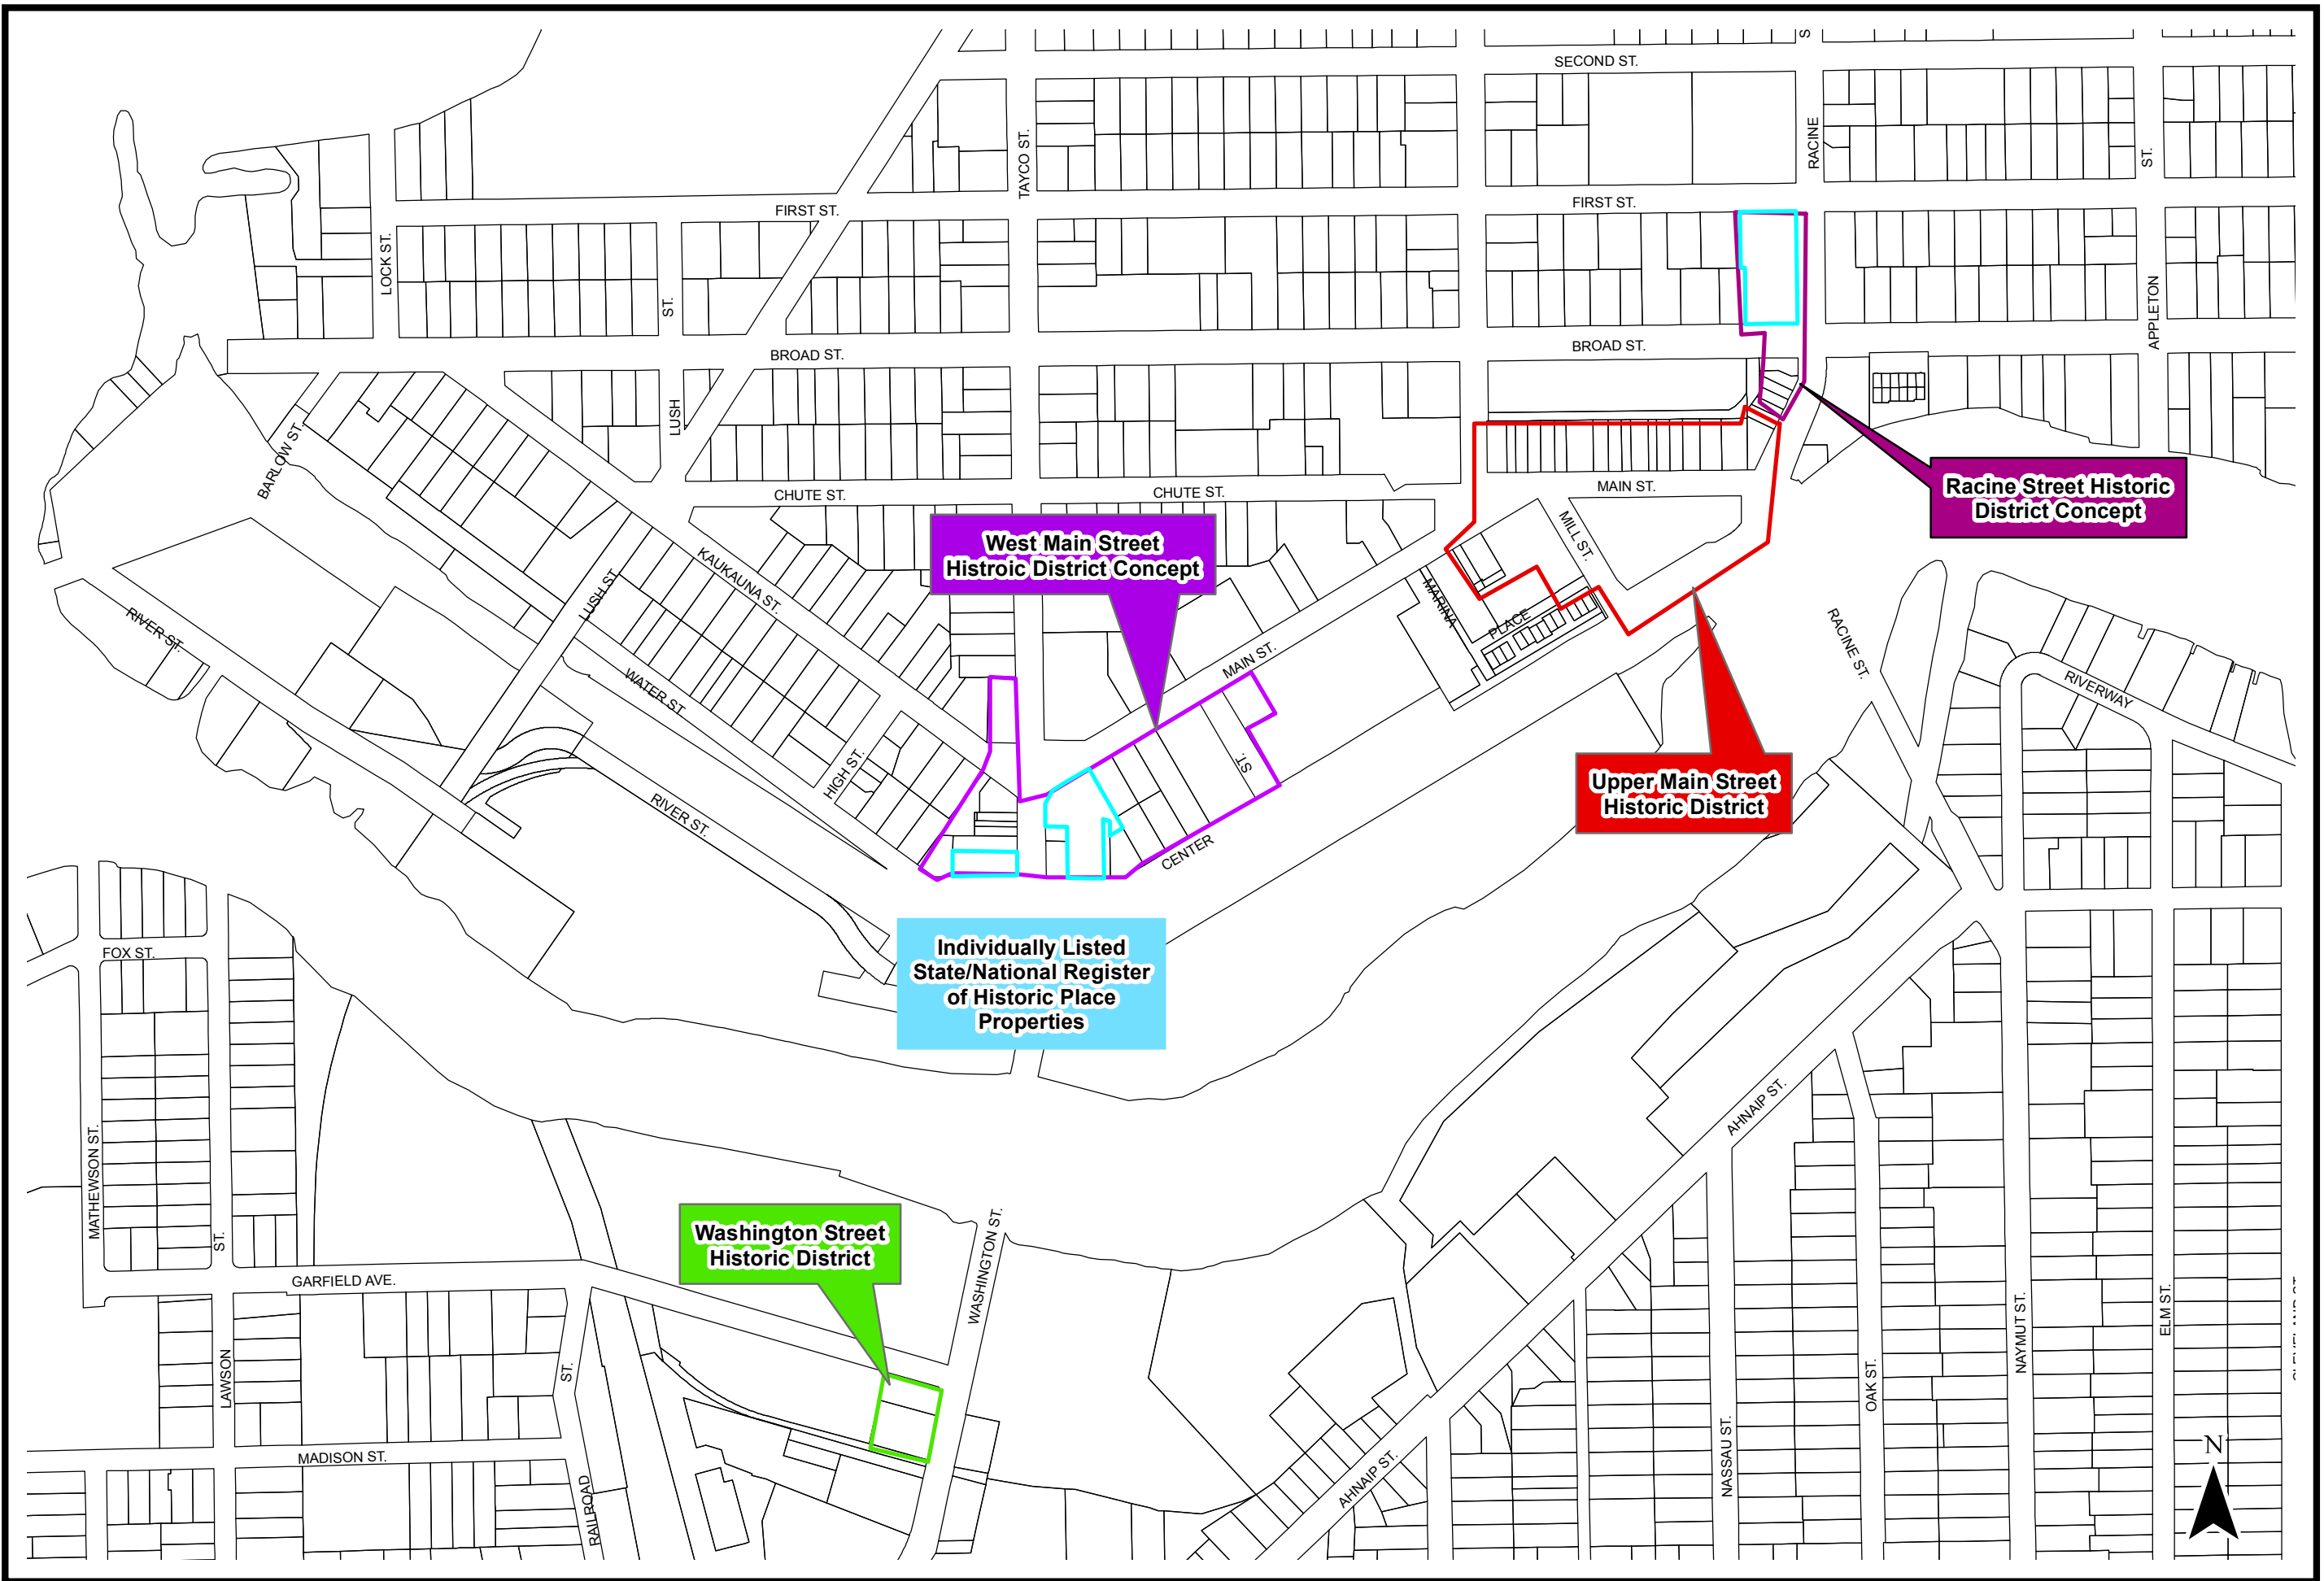 SECOND ST.
S
RACINE
ST.
TAYCO ST.
FIRST ST.
FIRST ST.
LOCK ST.
ST.
APPLETON
BROAD ST.
BROAD ST.
LUSH
BARLOW ST.
CHUTE ST.
CHUTE ST.
MAIN ST.
Racine Street Historic
District Concept
West Main Street
Histroic District Concept
MILL ST.
KAUKAUNA ST.
LUSH ST.
MARINA
PLACE
RIVER ST.
RACINE ST.
MAIN ST.
WATER ST
RIVERWAY
ST.
HIGH ST.
RIVER ST.
Upper Main Street
Historic District
CENTER
FOX ST.
Individually Listed
State/National Register
of Historic Place
Properties
AHNAIP ST.
MATHEWSON ST.
ST.
Washington Street
Historic District
WASHINGTON ST.
GARFIELD AVE.
LAWSON
ST.
NAYMUT ST.
ELM ST.
OAK ST.
NASSAU ST.
MADISON ST.
RAILROAD
AHNAIP ST.
N